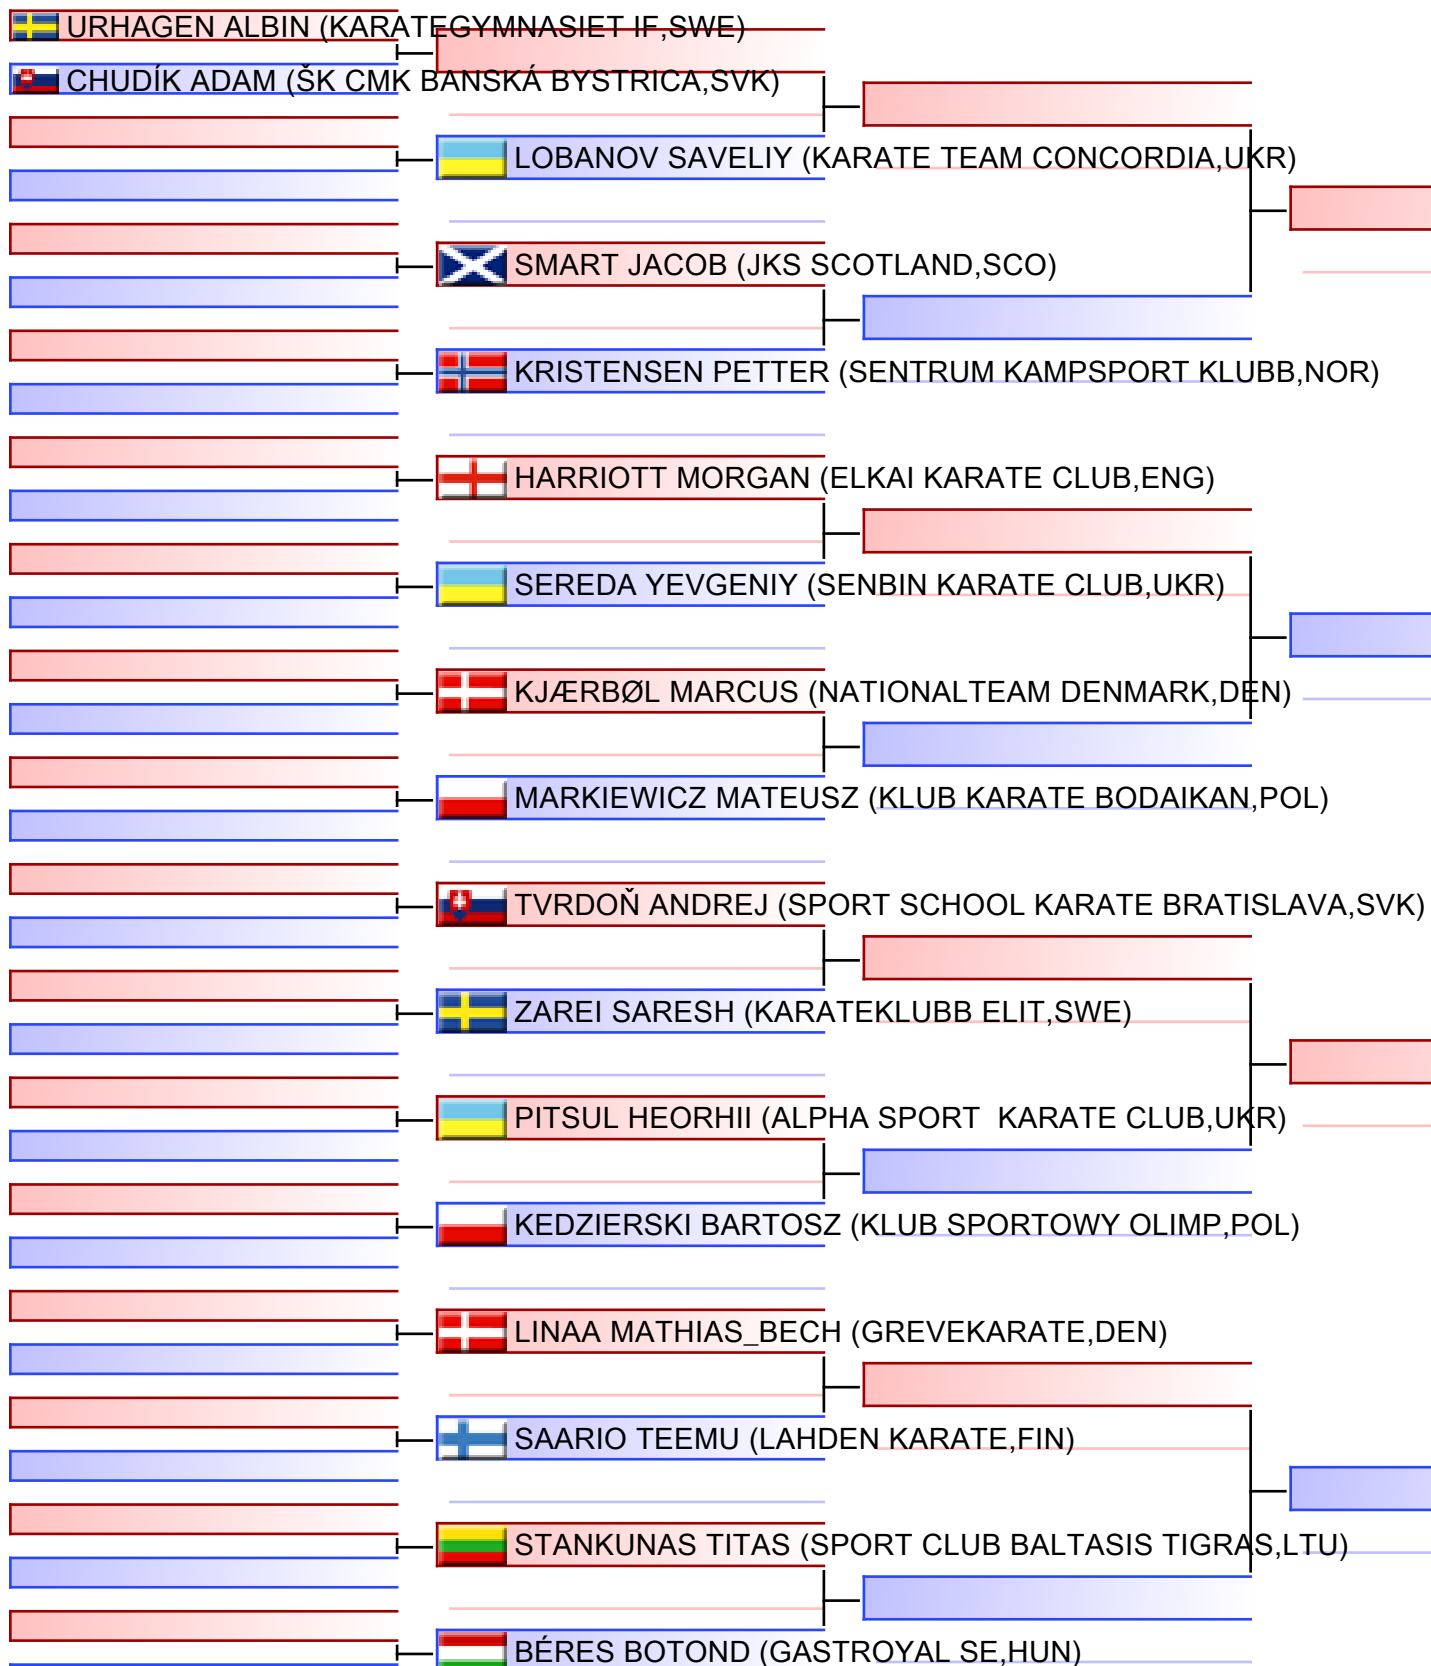 URHAGEN ALBIN (KARATEGYMNASIET IF,SWE)
CHUDÍK ADAM (ŠK CMK BANSKÁ BYSTRICA,SVK)
LOBANOV SAVELIY (KARATE TEAM CONCORDIA,UKR)
SMART JACOB (JKS SCOTLAND,SCO)
KRISTENSEN PETTER (SENTRUM KAMPSPORT KLUBB,NOR)
HARRIOTT MORGAN (ELKAI KARATE CLUB,ENG)
SEREDA YEVGENIY (SENBIN KARATE CLUB,UKR)
KJÆRBØL MARCUS (NATIONALTEAM DENMARK,DEN)
MARKIEWICZ MATEUSZ (KLUB KARATE BODAIKAN,POL)
TVRDOŇ ANDREJ (SPORT SCHOOL KARATE BRATISLAVA,SVK)
ZAREI SARESH (KARATEKLUBB ELIT,SWE)
PITSUL HEORHII (ALPHA SPORT  KARATE CLUB,UKR)
KEDZIERSKI BARTOSZ (KLUB SPORTOWY OLIMP,POL)
LINAA MATHIAS_BECH (GREVEKARATE,DEN)
SAARIO TEEMU (LAHDEN KARATE,FIN)
STANKUNAS TITAS (SPORT CLUB BALTASIS TIGRAS,LTU)
BÉRES BOTOND (GASTROYAL SE,HUN)